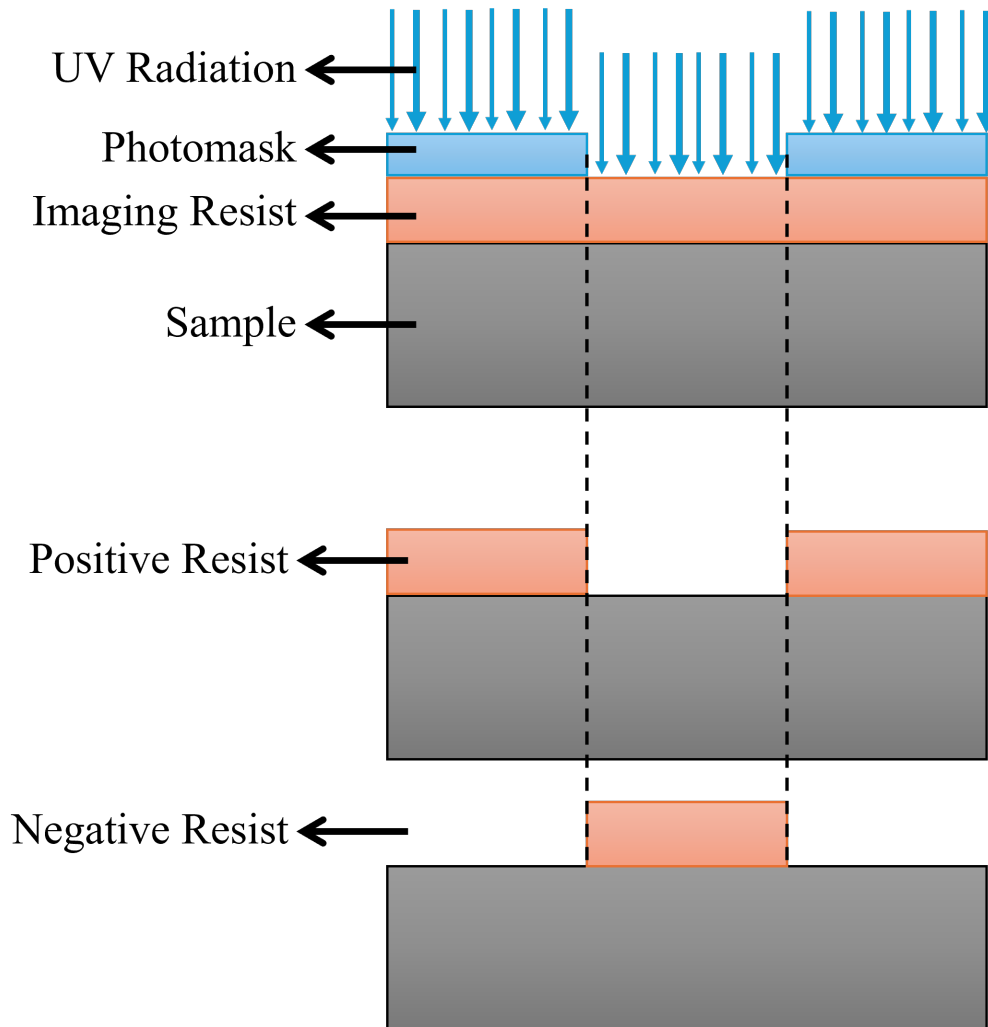 UV Radiation
Photomask
Imaging Resist
Sample
Positive Resist
Negative Resist